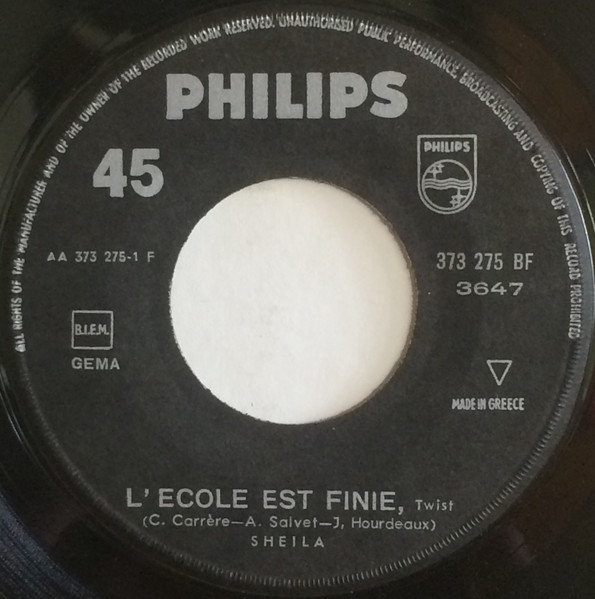 ALL RIGHTS OF THE MANUFACTURER AND OF THE OWNER OF THE RECORDED WORK RESERVED. UNAUTHORISED PUBLIC PERFORMANCE, BROADCASTING AND COPYING OF THIS RECORD PROHIBITED
PHILIPS
45
PHILIPS
AA 373 275-1 F
373 275 BF
3647
B.I.E.M.
GEMA
MADE IN GREECE
L' ECOLE EST FINIE, Twist
(C. Carrère—A. Salvet—J, Hourdeaux)
SHEILA